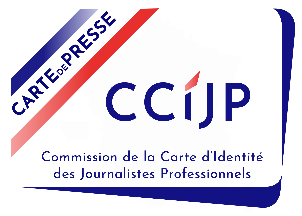 CARTE DE PRESSE
CCIJP
Commission de la Carte d'Identité
des Journalistes Professionnels